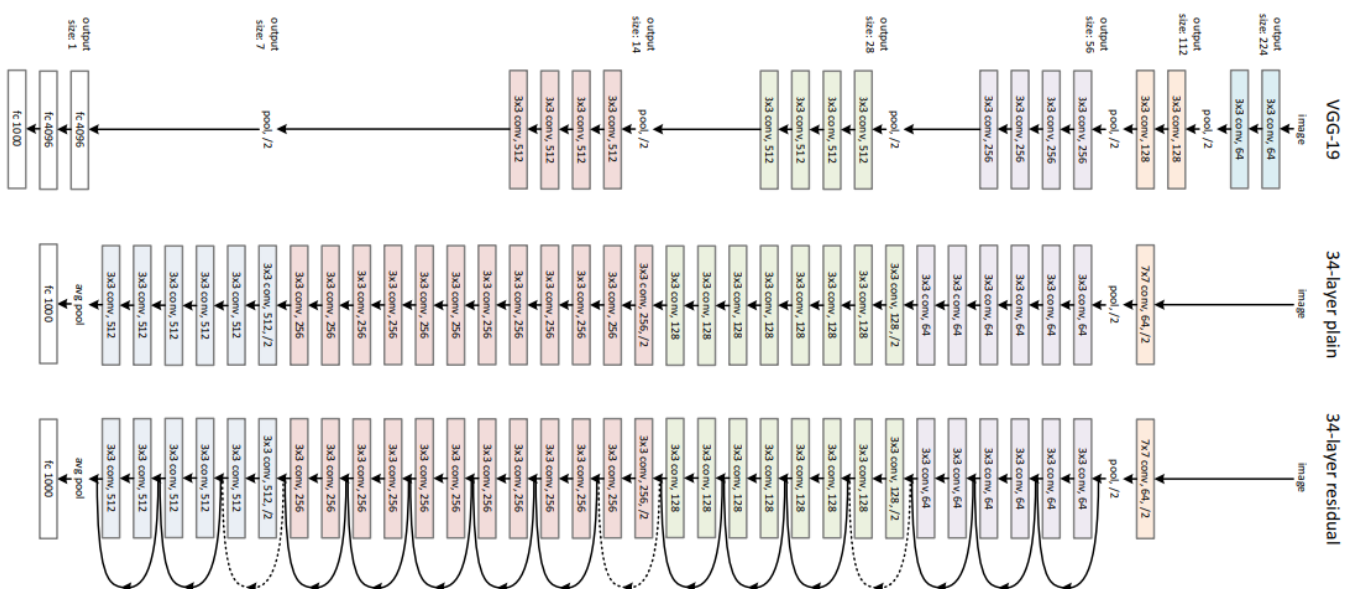 output
size: 224
output
size: 112
output
size: 56
output
size: 28
output
size: 14
output
size: 7
output
size: 1
VGG-19
image
3x3 conv, 64
3x3 conv, 64
pool, /2
3x3 conv, 128
3x3 conv, 128
pool, /2
3x3 conv, 256
3x3 conv, 256
3x3 conv, 256
3x3 conv, 256
pool, /2
3x3 conv, 512
3x3 conv, 512
3x3 conv, 512
3x3 conv, 512
pool, /2
3x3 conv, 512
3x3 conv, 512
3x3 conv, 512
3x3 conv, 512
pool, /2
fc 4096
fc 4096
fc 1000
34-layer plain
image
7x7 conv, 64, /2
pool, /2
3x3 conv, 64
3x3 conv, 64
3x3 conv, 64
3x3 conv, 64
3x3 conv, 64
3x3 conv, 64
3x3 conv, 128, /2
3x3 conv, 128
3x3 conv, 128
3x3 conv, 128
3x3 conv, 128
3x3 conv, 128
3x3 conv, 128
3x3 conv, 128
3x3 conv, 256, /2
3x3 conv, 256
3x3 conv, 256
3x3 conv, 256
3x3 conv, 256
3x3 conv, 256
3x3 conv, 256
3x3 conv, 256
3x3 conv, 256
3x3 conv, 256
3x3 conv, 256
3x3 conv, 256
3x3 conv, 512, /2
3x3 conv, 512
3x3 conv, 512
3x3 conv, 512
3x3 conv, 512
3x3 conv, 512
avg pool
fc 1000
34-layer residual
image
7x7 conv, 64, /2
pool, /2
3x3 conv, 64
3x3 conv, 64
3x3 conv, 64
3x3 conv, 64
3x3 conv, 64
3x3 conv, 64
3x3 conv, 128, /2
3x3 conv, 128
3x3 conv, 128
3x3 conv, 128
3x3 conv, 128
3x3 conv, 128
3x3 conv, 128
3x3 conv, 128
3x3 conv, 256, /2
3x3 conv, 256
3x3 conv, 256
3x3 conv, 256
3x3 conv, 256
3x3 conv, 256
3x3 conv, 256
3x3 conv, 256
3x3 conv, 256
3x3 conv, 256
3x3 conv, 256
3x3 conv, 256
3x3 conv, 512, /2
3x3 conv, 512
3x3 conv, 512
3x3 conv, 512
3x3 conv, 512
3x3 conv, 512
avg pool
fc 1000